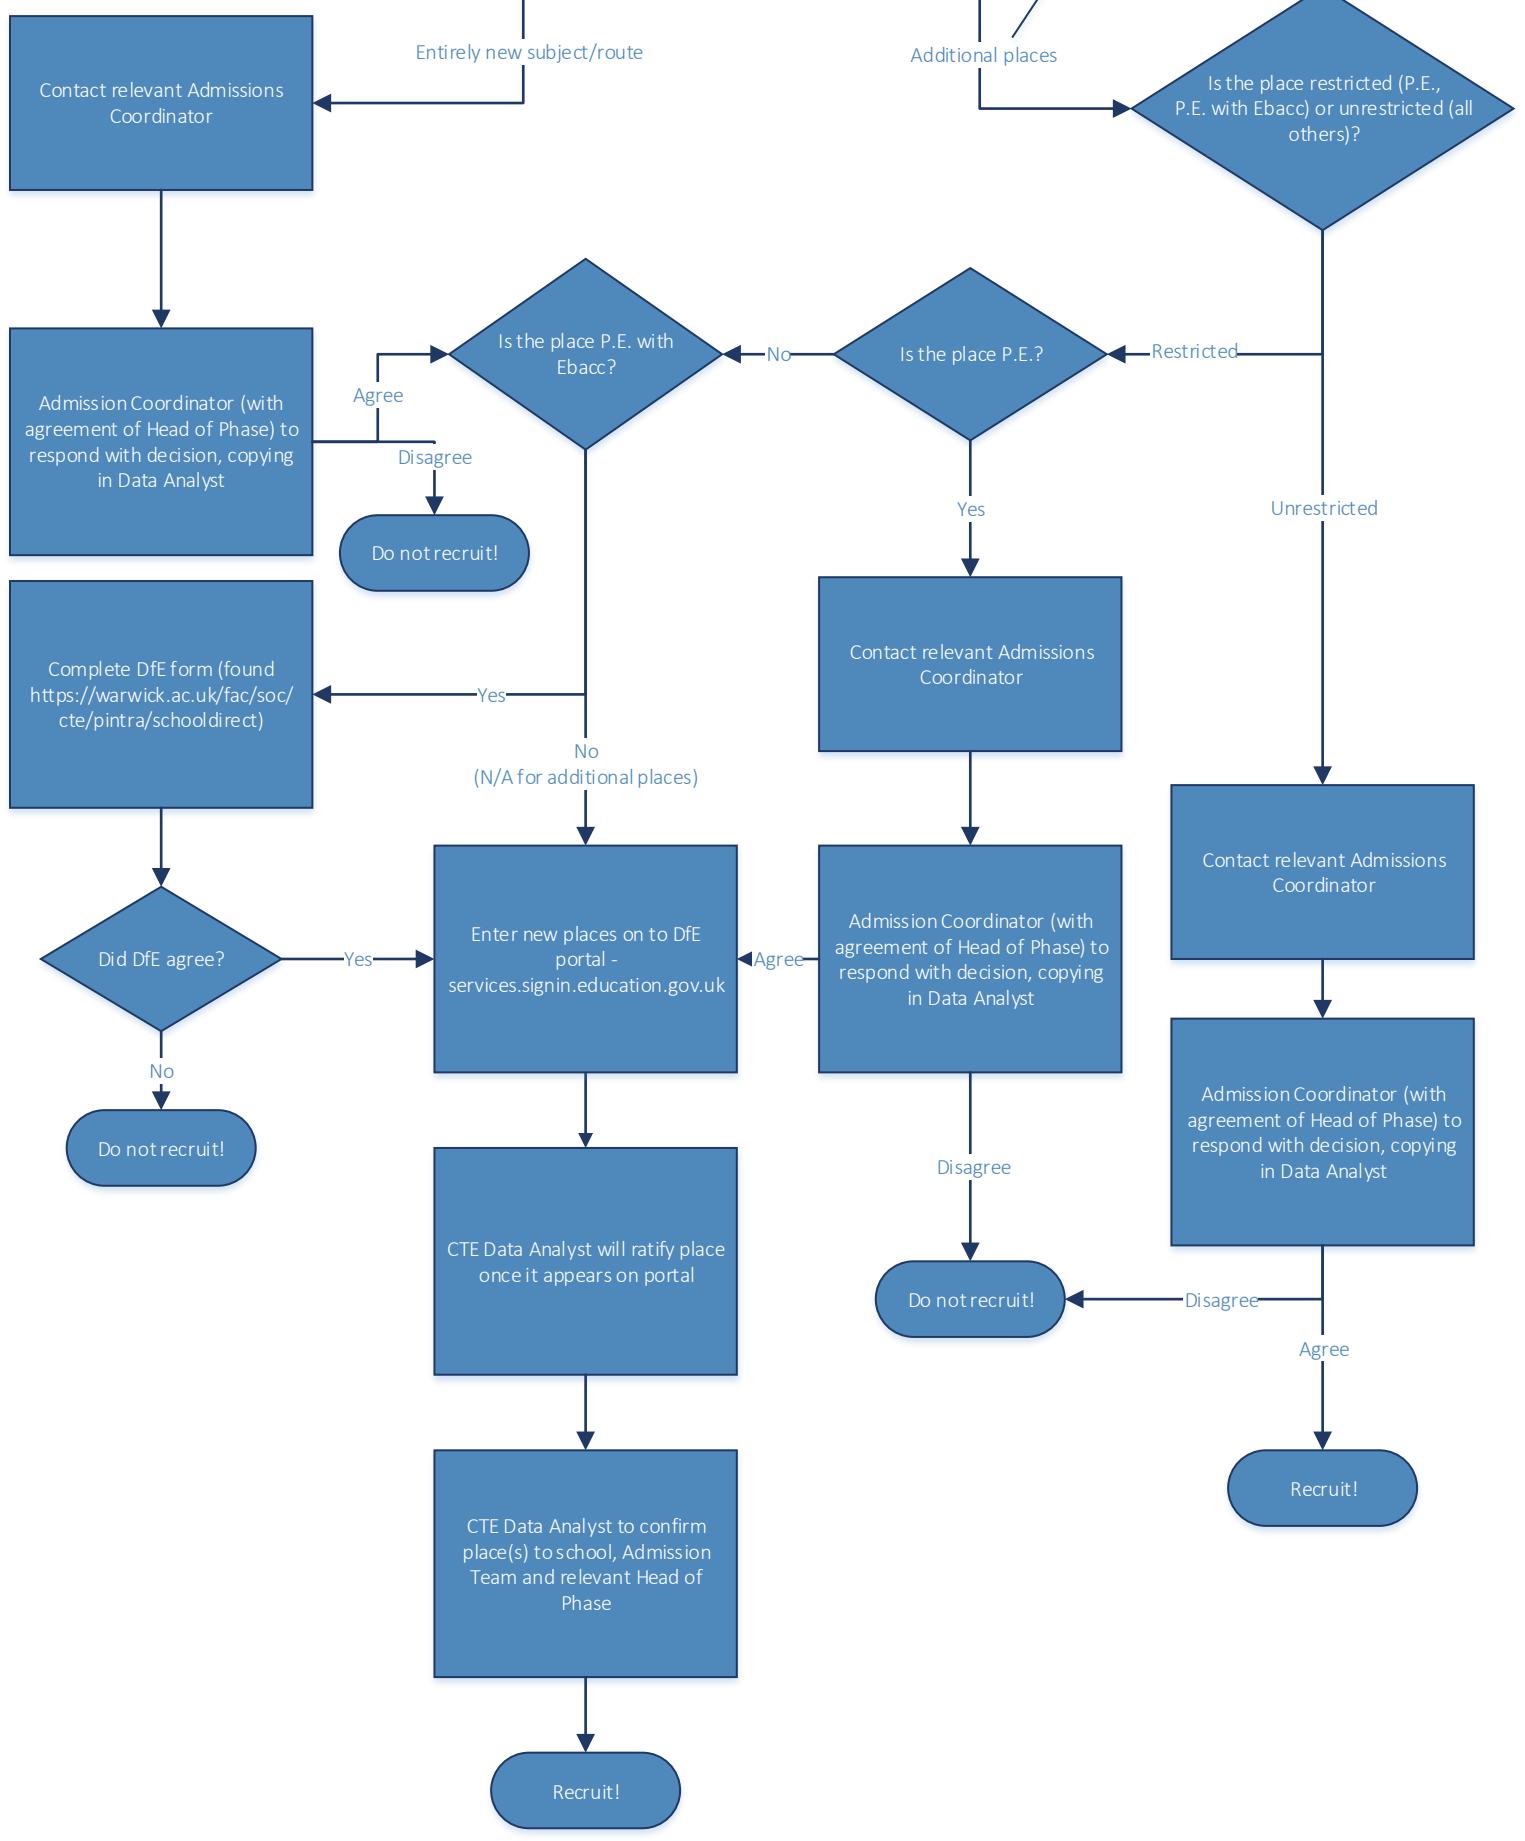 Entirely new subject/route
Additional places
Contact relevant Admissions
Coordinator
Is the place restricted (P.E.,
P.E. with Ebacc) or unrestricted (all
others)?
Is the place P.E. with
Ebacc?
No
Is the place P.E.?
Restricted
Admission Coordinator (with
agreement of Head of Phase) to
respond with decision, copying
in Data Analyst
Agree
Disagree
Do not recruit!
Yes
Unrestricted
Complete DfE form (found
https://warwick.ac.uk/fac/soc/
cte/pintra/schooldirect)
Yes
No
(N/A for additional places)
Contact relevant Admissions
Coordinator
Contact relevant Admissions
Coordinator
Did DfE agree?
Yes
No
Do not recruit!
Enter new places on to DfE
portal -
services.signin.education.gov.uk
Agree
Admission Coordinator (with
agreement of Head of Phase) to
respond with decision, copying
in Data Analyst
Disagree
Admission Coordinator (with
agreement of Head of Phase) to
respond with decision, copying
in Data Analyst
CTE Data Analyst will ratify place
once it appears on portal
Do not recruit!
Disagree
Agree
Recruit!
CTE Data Analyst to confirm
place(s) to school, Admission
Team and relevant Head of
Phase
Recruit!